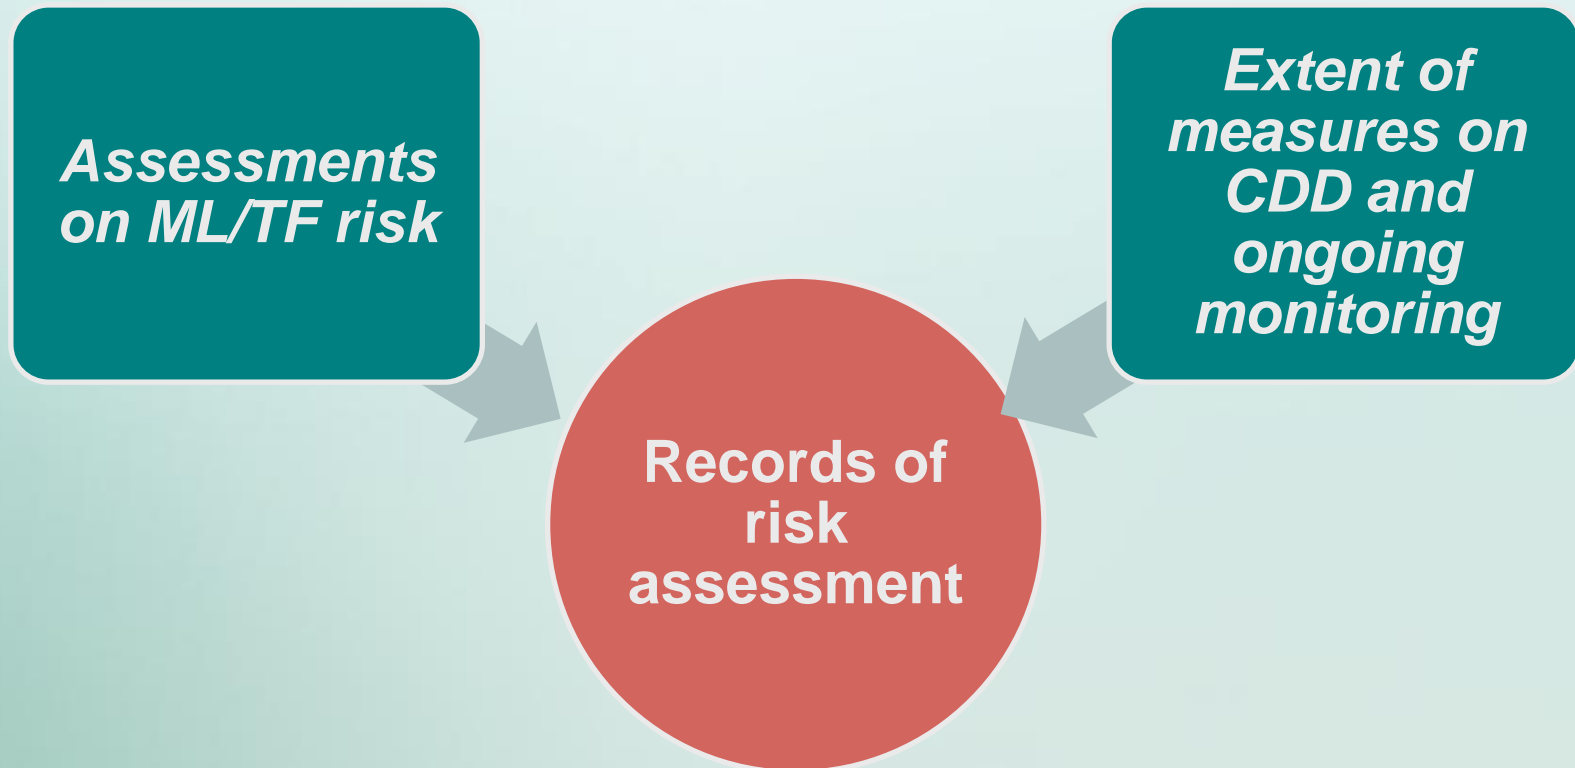 Assessments
on ML/TF risk
Extent of
measures on
CDD and
ongoing
monitoring
Records of
risk
assessment